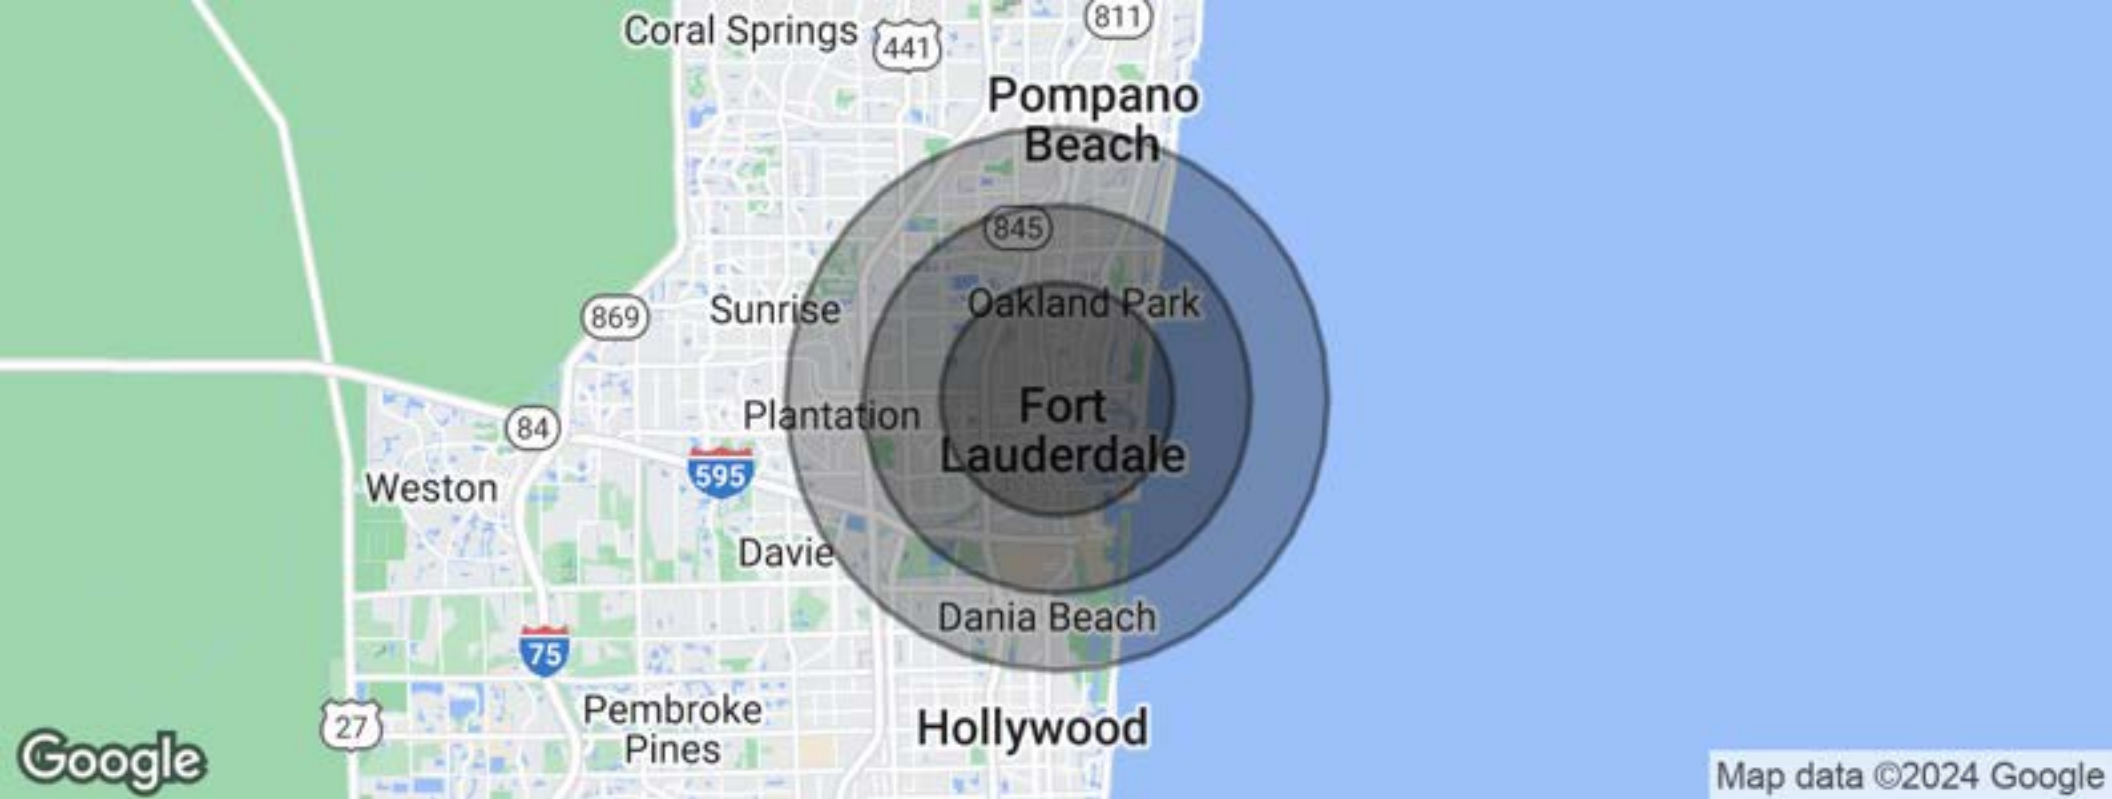 Coral Springs
441
811
Pompano
Beach
845
Oakland Park
Sunrise
869
Fort
Lauderdale
Plantation
84
595
Weston
Davie
Dania Beach
75
Pembroke
Pines
Hollywood
27
Google
Map data ©2024 Google